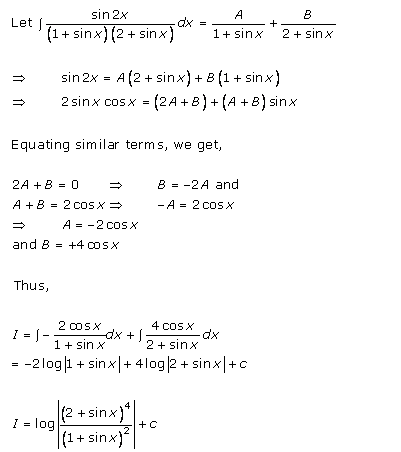 Let ∫ sin 2x / ((1 + sin x)(2 + sin x)) dx = A / (1 + sin x) + B / (2 + sin x)
⇒ sin 2x = A(2 + sin x) + B(1 + sin x)
⇒ 2 sin x cos x = (2A + B) + (A + B) sin x
Equating similar terms, we get,
2A + B = 0 ⇒ B = −2A and
A + B = 2 cos x ⇒ −A = 2 cos x
⇒ A = −2 cos x
and B = +4 cos x
Thus,
I = ∫ − 2 cos x / (1 + sin x) dx + ∫ 4 cos x / (2 + sin x) dx
= −2 log|1 + sin x| + 4 log|2 + sin x| + c
I = log|(2 + sin x)⁴ / (1 + sin x)²| + c